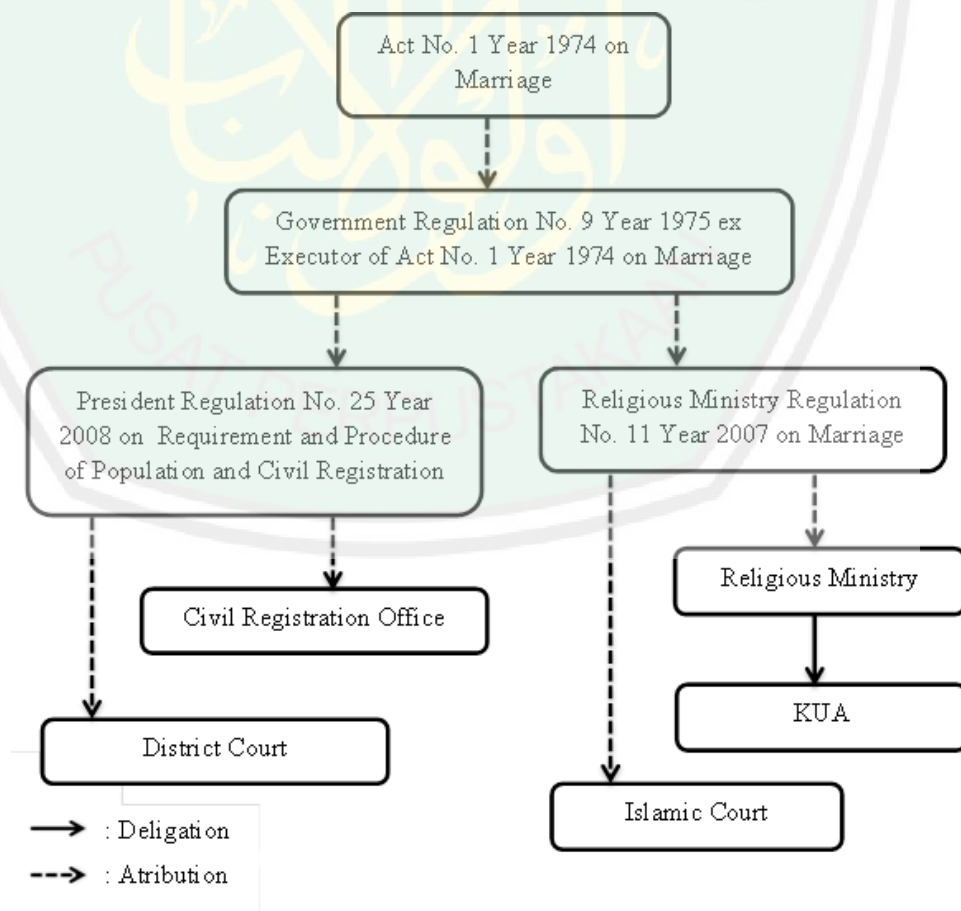 Act No. 1 Year 1974 on
Marriage
Government Regulation No. 9 Year 1975 ex
Executor of Act No. 1 Year 1974 on Marriage
President Regulation No. 25 Year
2008 on Requirement and Procedure
of Population and Civil Registration
Religious Ministry Regulation
No. 11 Year 2007 on Marriage
Religious Ministry
Civil Registration Office
KUA
District Court
Islamic Court
: Deligation
: Atribution
PUSAT PERPUSTAKAAN